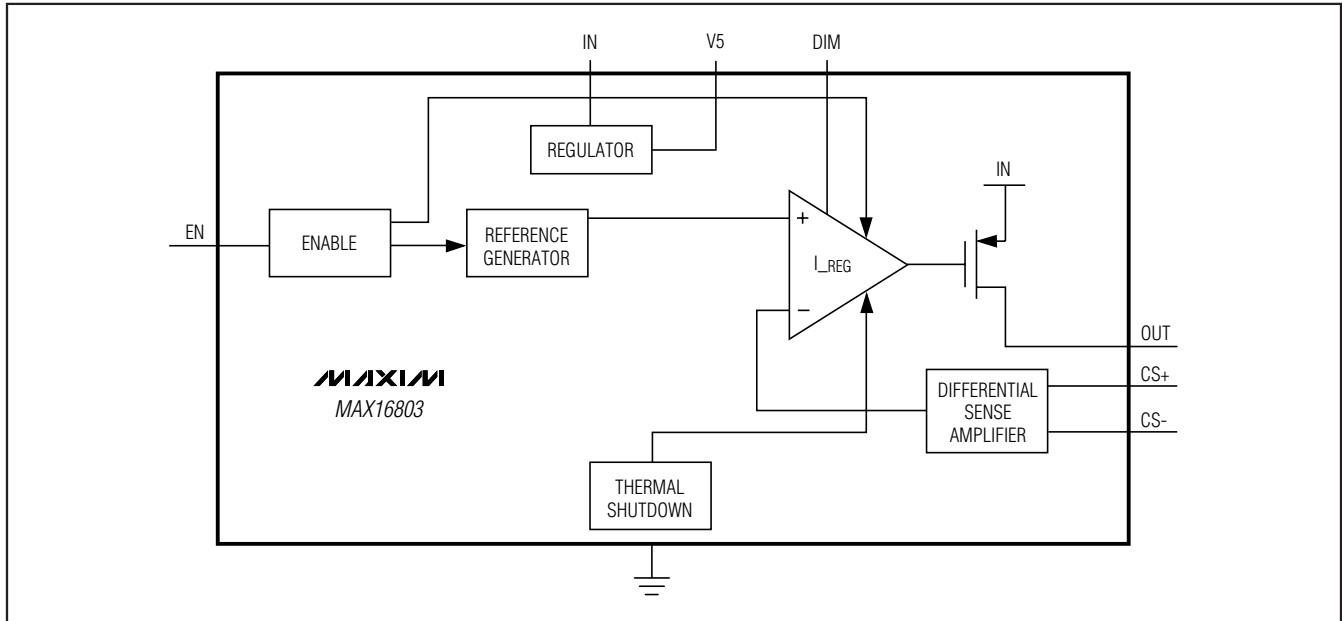 IN
V5
DIM
REGULATOR
IN
EN
ENABLE
REFERENCE
GENERATOR
+
I_REG
−
OUT
CS+
CS-
DIFFERENTIAL
SENSE
AMPLIFIER
MAXIM
MAX16803
THERMAL
SHUTDOWN